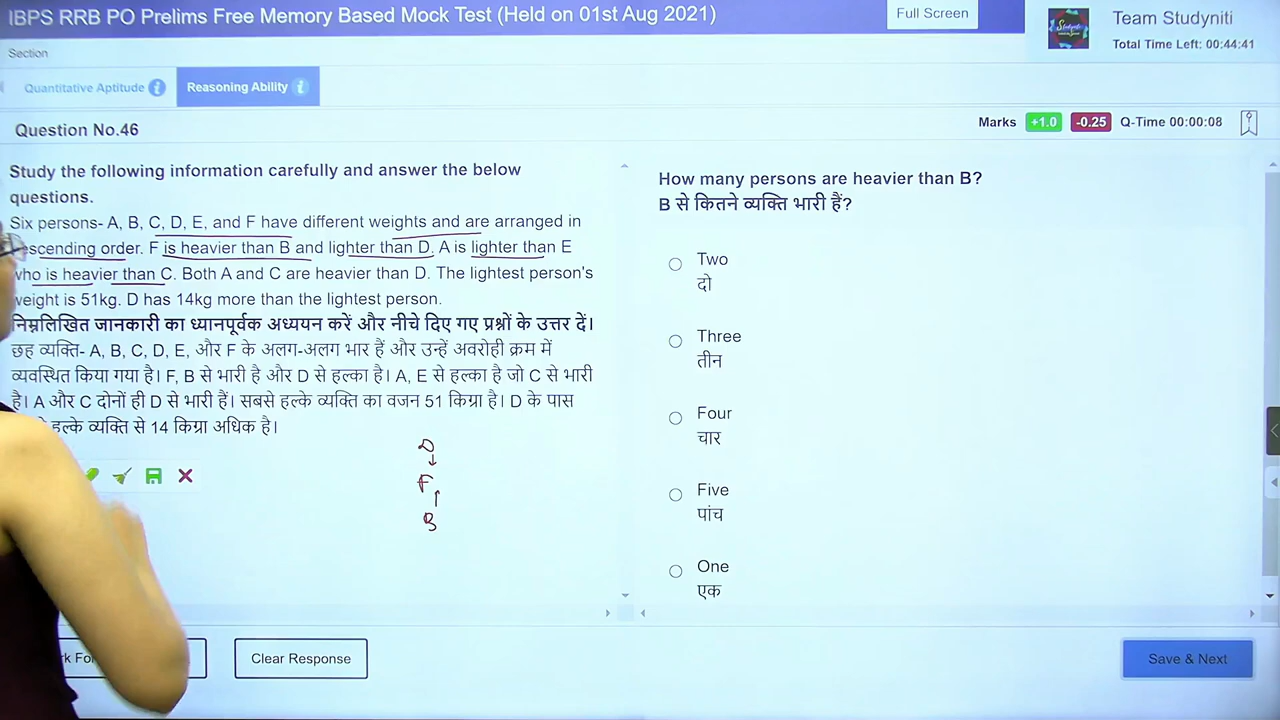 IBPS RRB PO Prelims Free Memory Based Mock Test (Held on 01st Aug 2021)
Full Screen
Team Studyniti
Total Time Left: 00:44:41
Section
Quantitative Aptitude
Reasoning Ability
Question No.46
Marks +1.0 -0.25 Q-Time 00:00:08
Study the following information carefully and answer the below
questions.
Six persons- A, B, C, D, E, and F have different weights and are arranged in
escending order. F is heavier than B and lighter than D. A is lighter than E
who is heavier than C. Both A and C are heavier than D. The lightest person's
weight is 51kg. D has 14kg more than the lightest person.
निम्नलिखित जानकारी का ध्यानपूर्वक अध्ययन करें और नीचे दिए गए प्रश्नों के उत्तर दें।
छह व्यक्ति- A, B, C, D, E, और F के अलग-अलग भार हैं और उन्हें अवरोही क्रम में
व्यवस्थित किया गया है। F, B से भारी है और D से हल्का है। A, E से हल्का है जो C से भारी
है। A और C दोनों ही D से भारी हैं। सबसे हल्के व्यक्ति का वजन 51 किग्रा है। D के पास
हल्के व्यक्ति से 14 किग्रा अधिक है।
D
F
B
How many persons are heavier than B?
B से कितने व्यक्ति भारी हैं?
Two
दो
Three
तीन
Four
चार
Five
पांच
One
एक
Clear Response
Save & Next